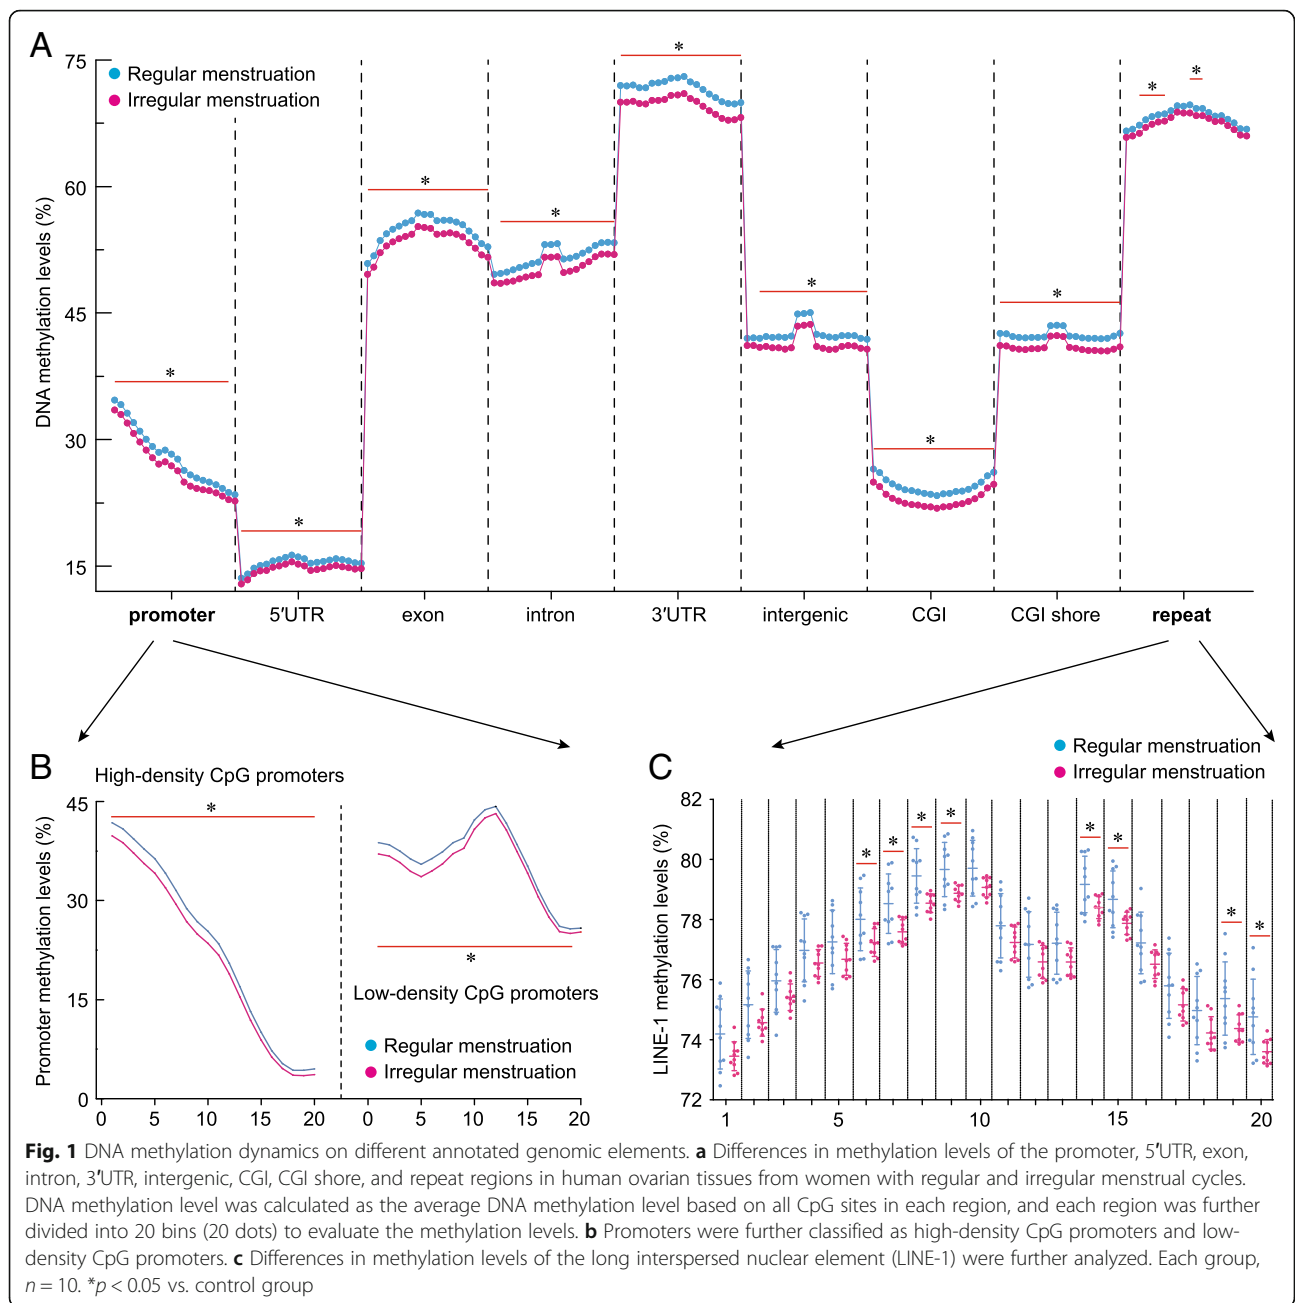 A
75
60
45
30
15
DNA methylation levels (%)
Regular menstruation
Irregular menstruation
*
*
*
*
*
*
*
*
*
*
promoter
5′UTR
exon
intron
3′UTR
intergenic
CGI
CGI shore
repeat
B
High-density CpG promoters
*
45
30
15
0
Promoter methylation levels (%)
0
5
10
15
20
*
Low-density CpG promoters
Regular menstruation
Irregular menstruation
0
5
10
15
20
C
Regular menstruation
Irregular menstruation
82
80
78
76
74
72
LINE-1 methylation levels (%)
*
*
*
*
*
*
*
*
1
5
10
15
20
Fig. 1 DNA methylation dynamics on different annotated genomic elements. a Differences in methylation levels of the promoter, 5′UTR, exon,
intron, 3′UTR, intergenic, CGI, CGI shore, and repeat regions in human ovarian tissues from women with regular and irregular menstrual cycles.
DNA methylation level was calculated as the average DNA methylation level based on all CpG sites in each region, and each region was further
divided into 20 bins (20 dots) to evaluate the methylation levels. b Promoters were further classified as high-density CpG promoters and low-
density CpG promoters. c Differences in methylation levels of the long interspersed nuclear element (LINE-1) were further analyzed. Each group,
n = 10. *p < 0.05 vs. control group